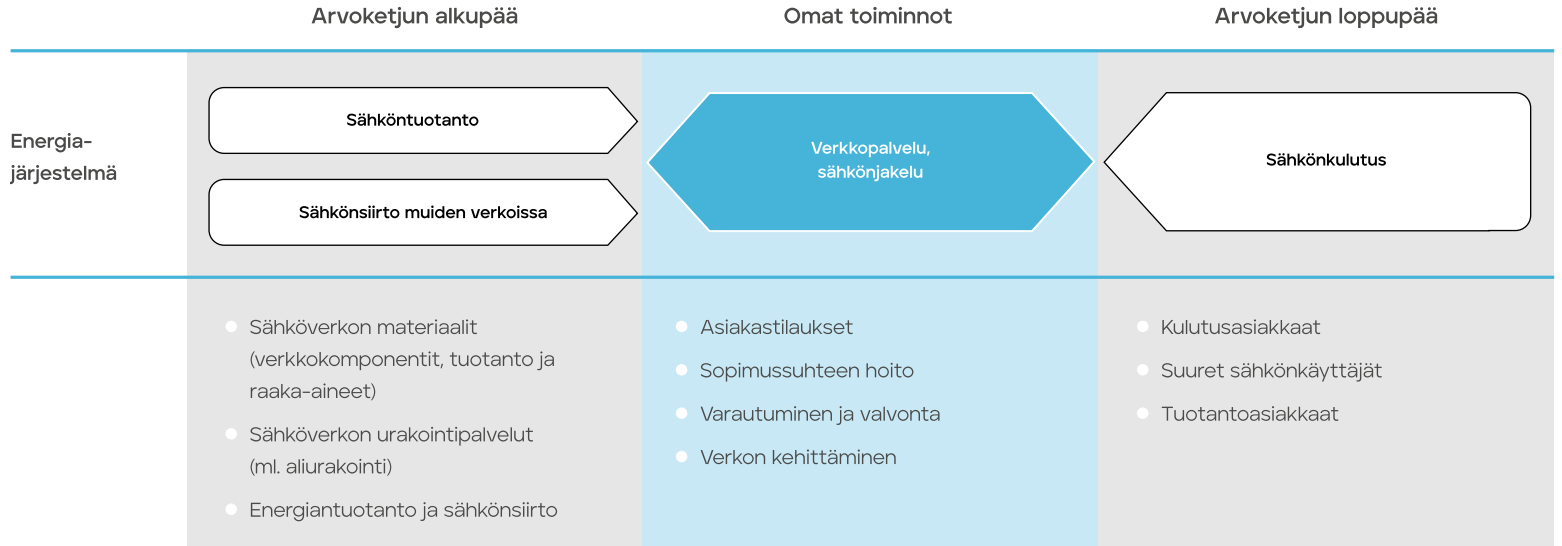 Arvoketjun alkupää
Omat toiminnot
Arvoketjun loppupää
Energia-
järjestelmä
Sähköntuotanto
Sähkönsiirto muiden verkoissa
Verkkopalvelu,
sähkönjakelu
Sähkönkulutus
Sähköverkon materiaalit
(verkkokomponentit, tuotanto ja
raaka-aineet)
Sähköverkon urakointipalvelut
(ml. aliurakointi)
Energiantuotanto ja sähkönsiirto
Asiakastilaukset
Sopimussuhteen hoito
Varautuminen ja valvonta
Verkon kehittäminen
Kulutusasiakkaat
Suuret sähkönkäyttäjät
Tuotantoasiakkaat